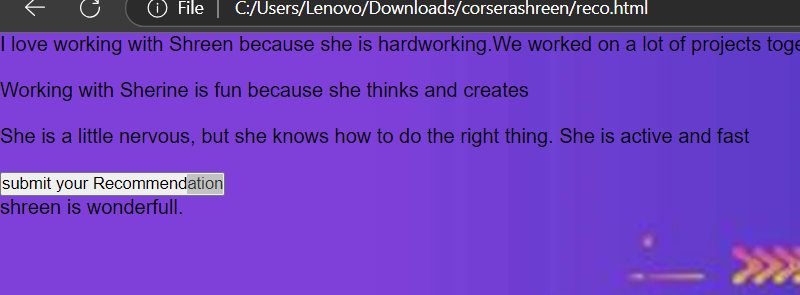 File C:/Users/Lenovo/Downloads/corserashreen/reco.html
I love working with Shreen because she is hardworking.We worked on a lot of projects toge
Working with Sherine is fun because she thinks and creates
She is a little nervous, but she knows how to do the right thing. She is active and fast
submit your Recommendation
shreen is wonderfull.